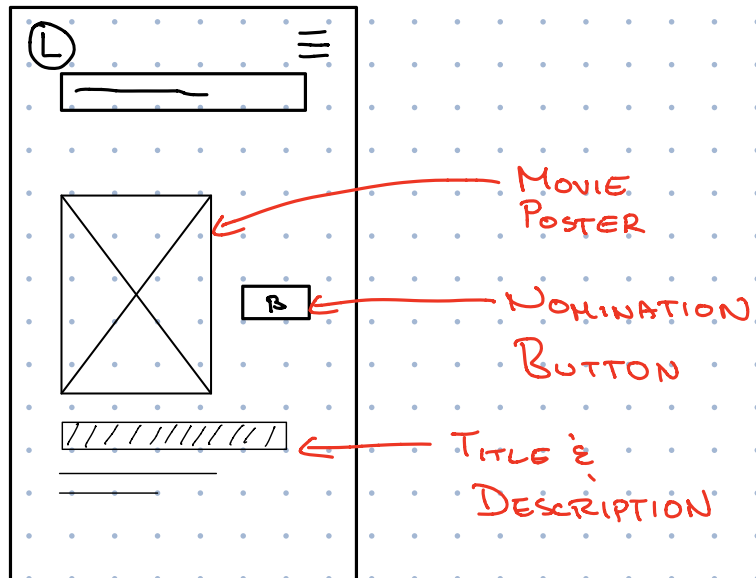 L
MOVIE
POSTER
B
NOMINATION
BUTTON
TITLE &
DESCRIPTION